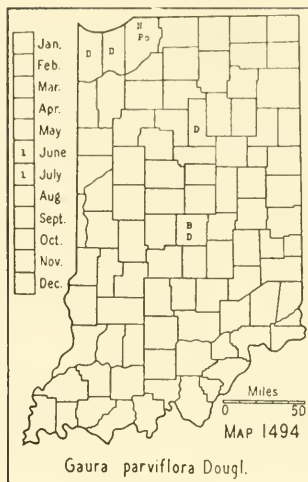 Jan.
Feb.
Mar.
Apr.
May
1 June
1 July
Aug
Sept.
Oct.
Nov.
Dec.
N
D D Po
D
B
D
Miles
0 50
MAP 1494
Gaura parviflora Dougl.